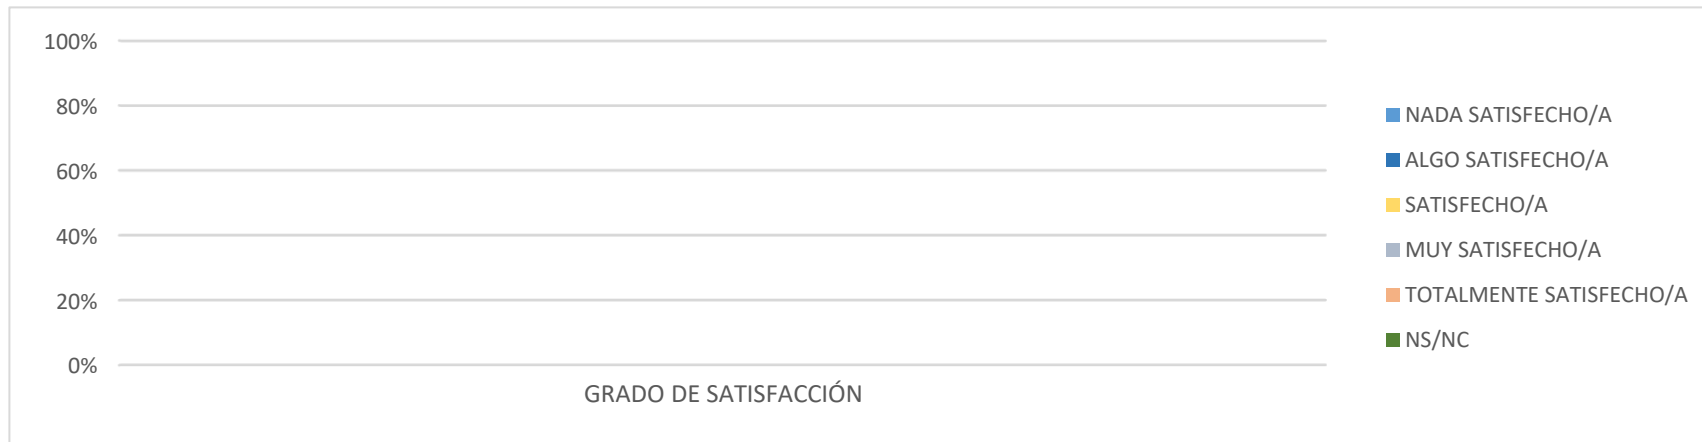 100%
80%
60%
40%
20%
0%
GRADO DE SATISFACCIÓN
NADA SATISFECHO/A
ALGO SATISFECHO/A
SATISFECHO/A
MUY SATISFECHO/A
TOTALMENTE SATISFECHO/A
NS/NC